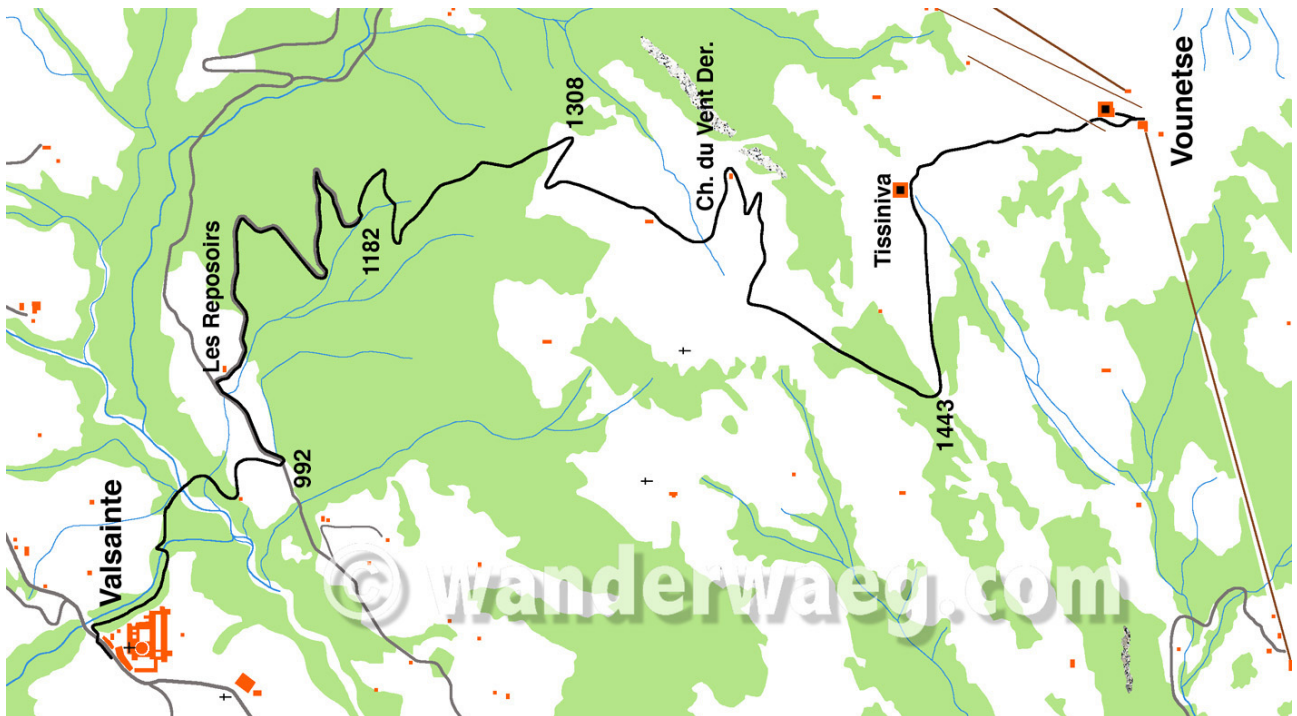 Valsainte
992
Les Reposoirs
1182
1308
Ch. du Vent Der.
Tissiniva
1443
Vounetse
© wanderwaeg.com